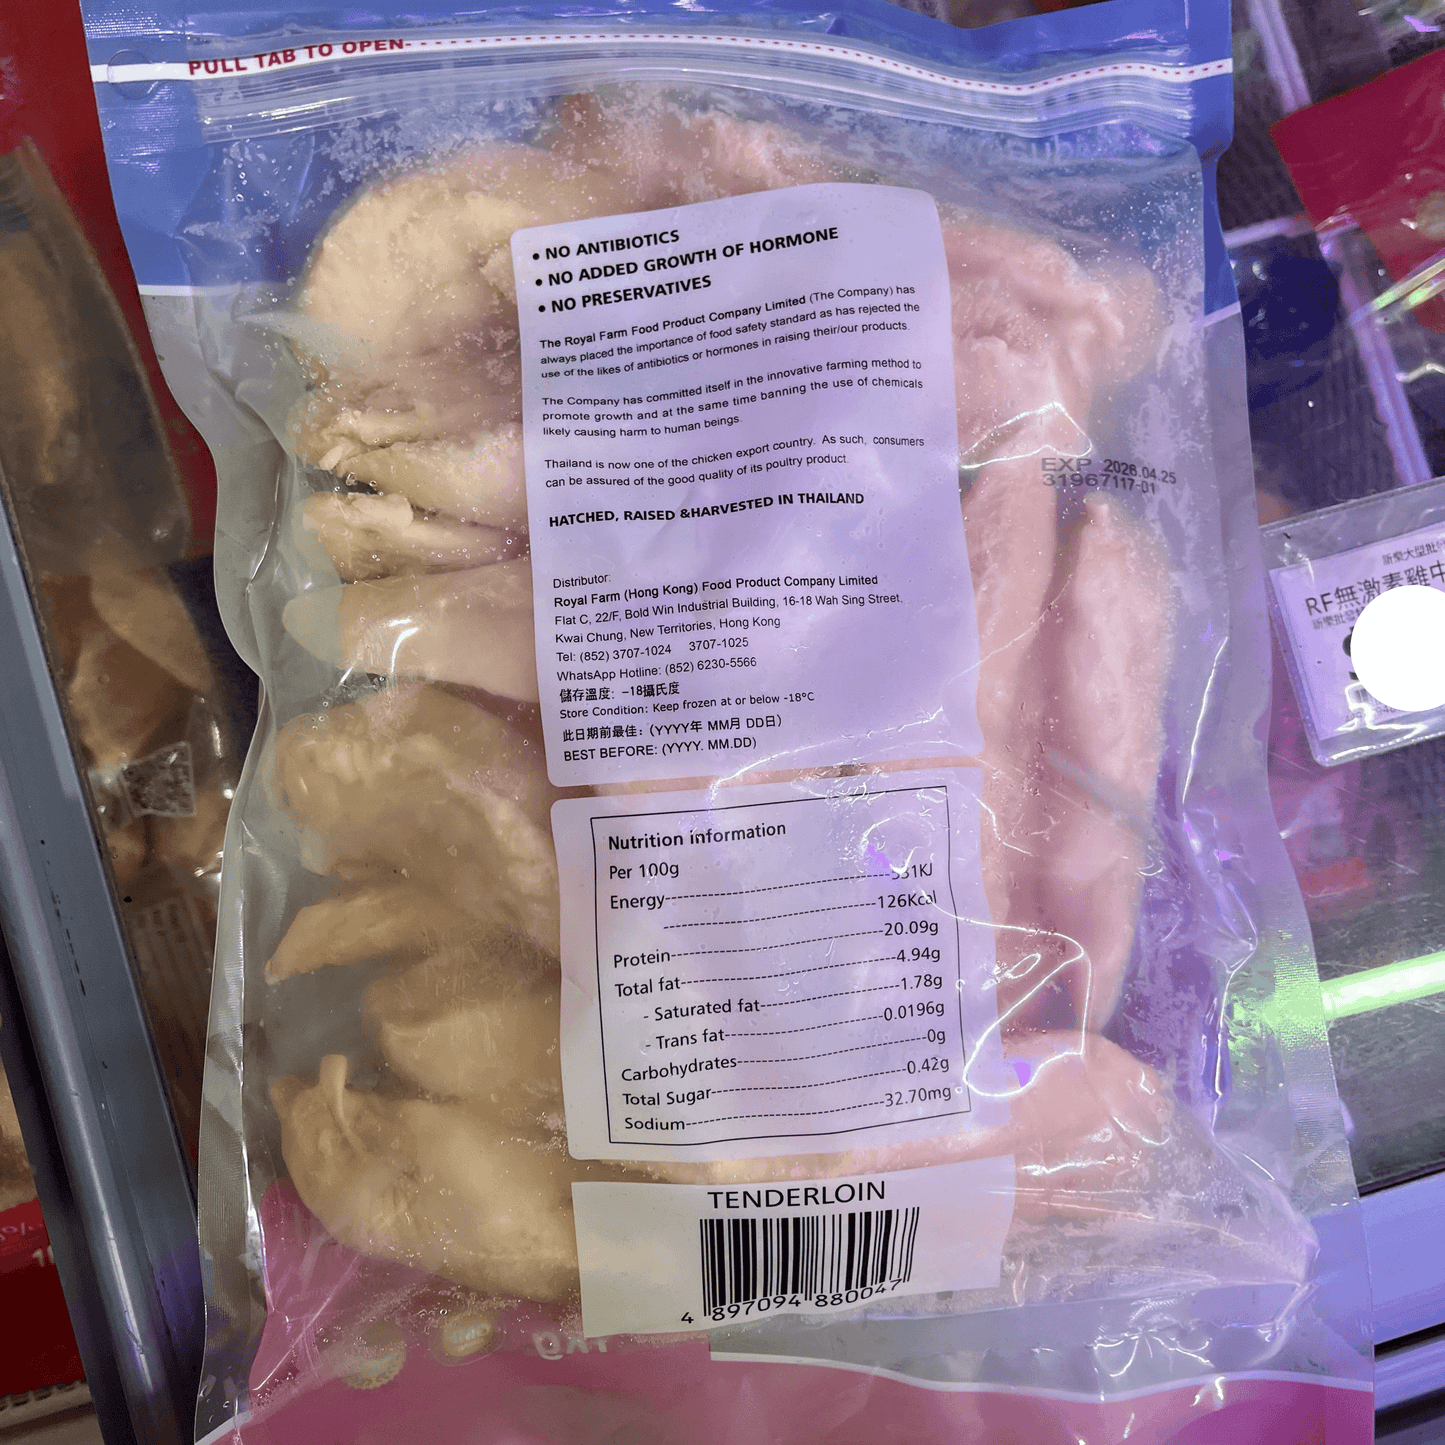 PULL TAB TO OPEN
• NO ANTIBIOTICS
• NO ADDED GROWTH OF HORMONE
• NO PRESERVATIVES
The Royal Farm Food Product Company Limited (The Company) has
always placed the importance of food safety standard as has rejected the
use of the likes of antibiotics or hormones in raising their/our products.
The Company has committed itself in the innovative farming method to
promote growth and at the same time banning the use of chemicals
likely causing harm to human beings.
Thailand is now one of the chicken export country. As such, consumers
can be assured of the good quality of its poultry product.
HATCHED, RAISED &HARVESTED IN THAILAND
Distributor:
Royal Farm (Hong Kong) Food Product Company Limited
Flat C, 22/F, Bold Win Industrial Building, 16-18 Wah Sing Street,
Kwai Chung, New Territories, Hong Kong
Tel: (852) 3707-1024 3707-1025
WhatsApp Hotline: (852) 6230-5566
儲存溫度: -18攝氏度
Store Condition: Keep frozen at or below -18°C
此日期前最佳:(YYYY年 MM月 DD日)
BEST BEFORE: (YYYY. MM.DD)
EXP 2026.04.25
31967117-01
Nutrition information
Per 100g
Energy 531KJ
126Kcal
Protein 20.09g
Total fat 4.94g
- Saturated fat 1.78g
- Trans fat 0.0196g
Carbohydrates 0g
Total Sugar 0.42g
Sodium 32.70mg
TENDERLOIN
4 897094 880047
新樂大型批
RF無激素雞中
新樂批發